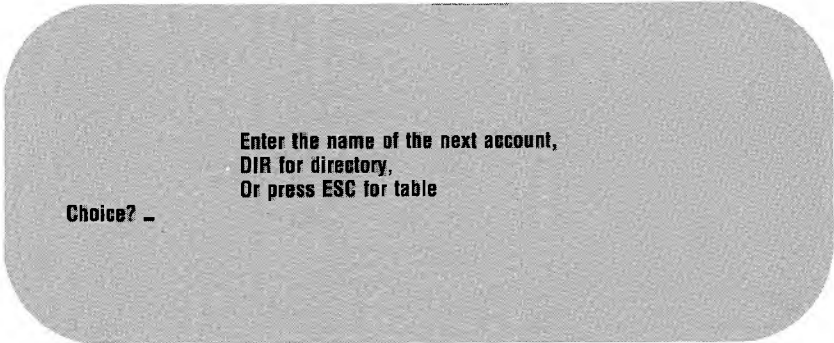 Enter the name of the next account,
DIR for directory,
Or press ESC for table
Choice? _